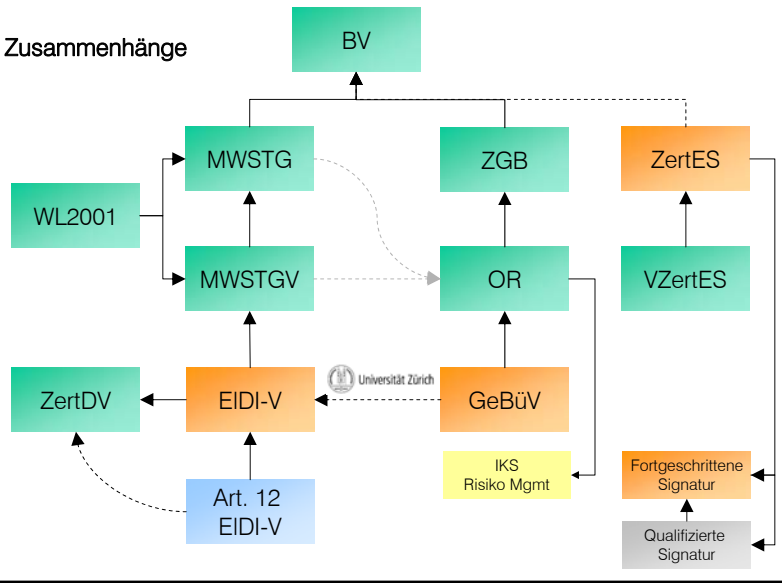 Zusammenhänge
BV
MWSTG
ZGB
ZertES
WL2001
MWSTGV
OR
VZertES
ZertDV
ElDI-V
Universität Zürich
GeBüV
IKS
Risiko Mgmt
Fortgeschrittene
Signatur
Art. 12
ElDI-V
Qualifizierte
Signatur